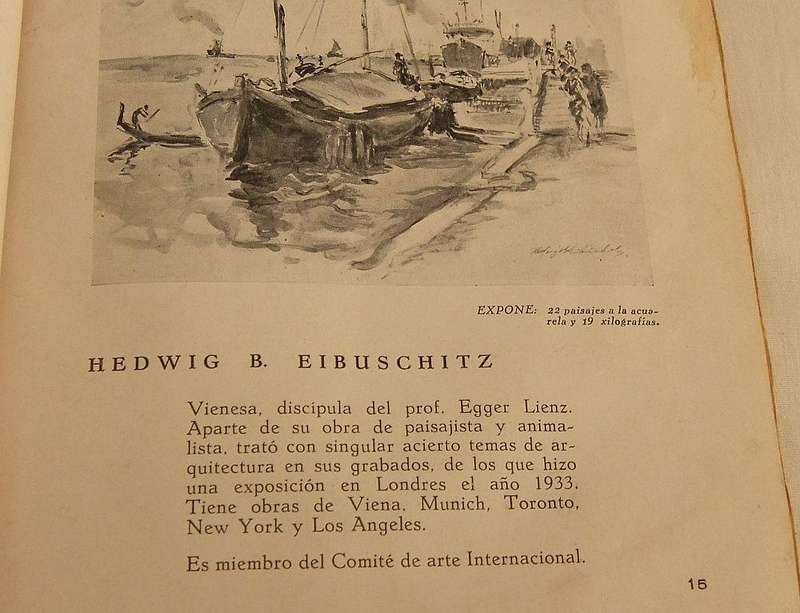 EXPONE: 22 paisajes a la acua-
rela y 19 xilografías.
HEDWIG B. EIBUSCHITZ
Vienesa, discípula del prof. Egger Lienz.
Aparte de su obra de paisajista y anima-
lista, trató con singular acierto temas de ar-
quitectura en sus grabados, de los que hizo
una exposición en Londres el año 1933.
Tiene obras de Viena, Munich, Toronto,
New York y Los Angeles.
Es miembro del Comité de arte Internacional.
15